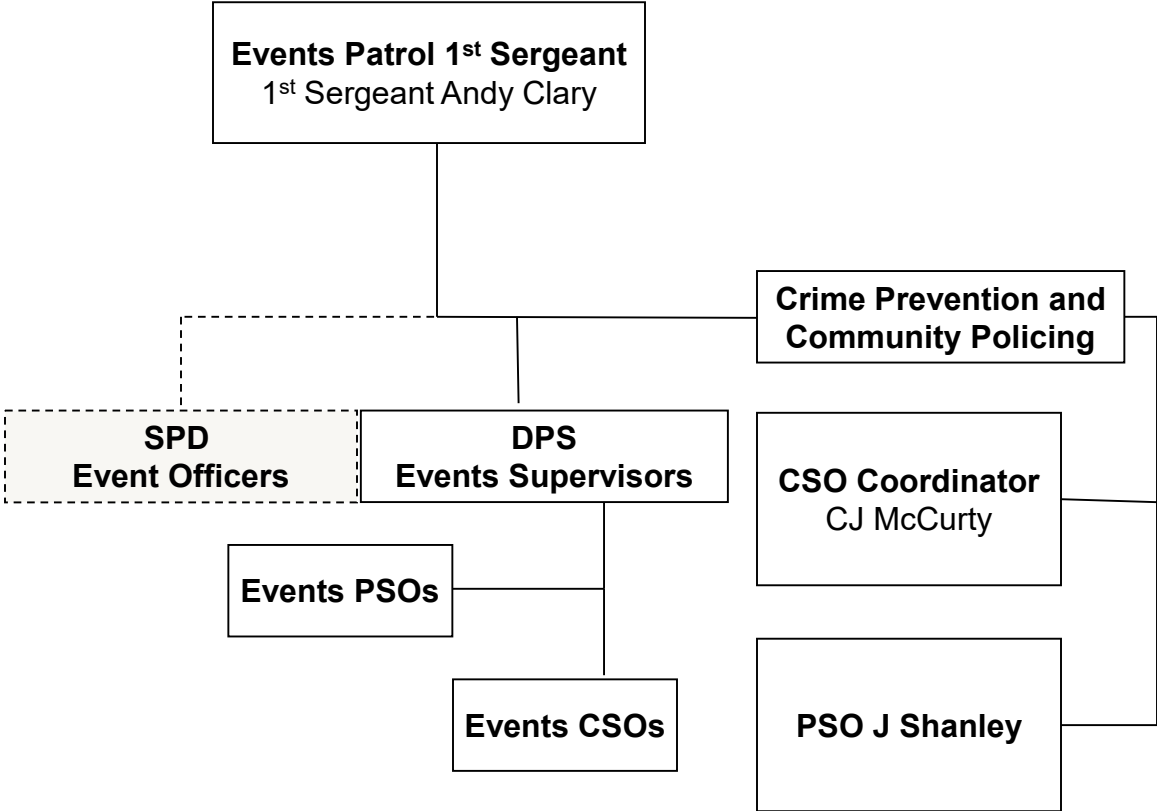 Events Patrol 1st Sergeant
1st Sergeant Andy Clary
Crime Prevention and
Community Policing
SPD
Event Officers
DPS
Events Supervisors
CSO Coordinator
CJ McCurty
Events PSOs
Events CSOs
PSO J Shanley